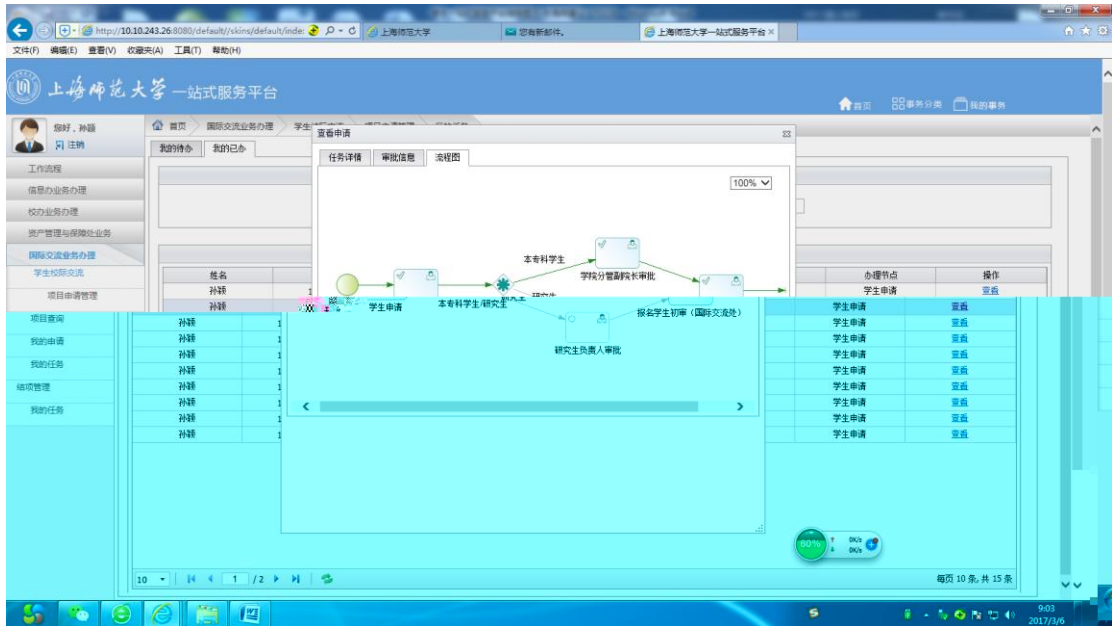 http://10.10.243.26:8080/default//skins/default/inde:
上海师范大学
您有新邮件。
上海师范大学一站式服务平台 ×
文件(F) 编辑(E) 查看(V) 收藏夹(A) 工具(T) 帮助(H)
上海师范大学 一站式服务平台
首页 事务分类 我的事务
您好，孙颖
注销
首页 国际交流业务办理
我的待办 我的已办
查看申请
任务详情 审批信息 流程图
100%
工作流程
信息办业务办理
校办业务办理
资产管理与保障处业务
国际交流业务办理
学生校际交流
项目申请管理
项目查询
我的申请
我的任务
结项管理
我的任务
本专科学生
学院分管副院长审批
学生申请
本专科学生/研究生
研究生
报名学生初审（国际交流处）
研究生负责人审批
姓名 办理节点 操作
孙颖 1 学生申请 查看
孙颖 学生申请 查看
孙颖 1 学生申请 查看
孙颖 1 学生申请 查看
孙颖 1 学生申请 查看
孙颖 1 学生申请 查看
孙颖 1 学生申请 查看
孙颖 1 学生申请 查看
孙颖 1 学生申请 查看
孙颖 1 学生申请 查看
60% 0K/s
0K/s
10 1 /2 每页 10 条, 共 15 条
9:03
2017/3/6